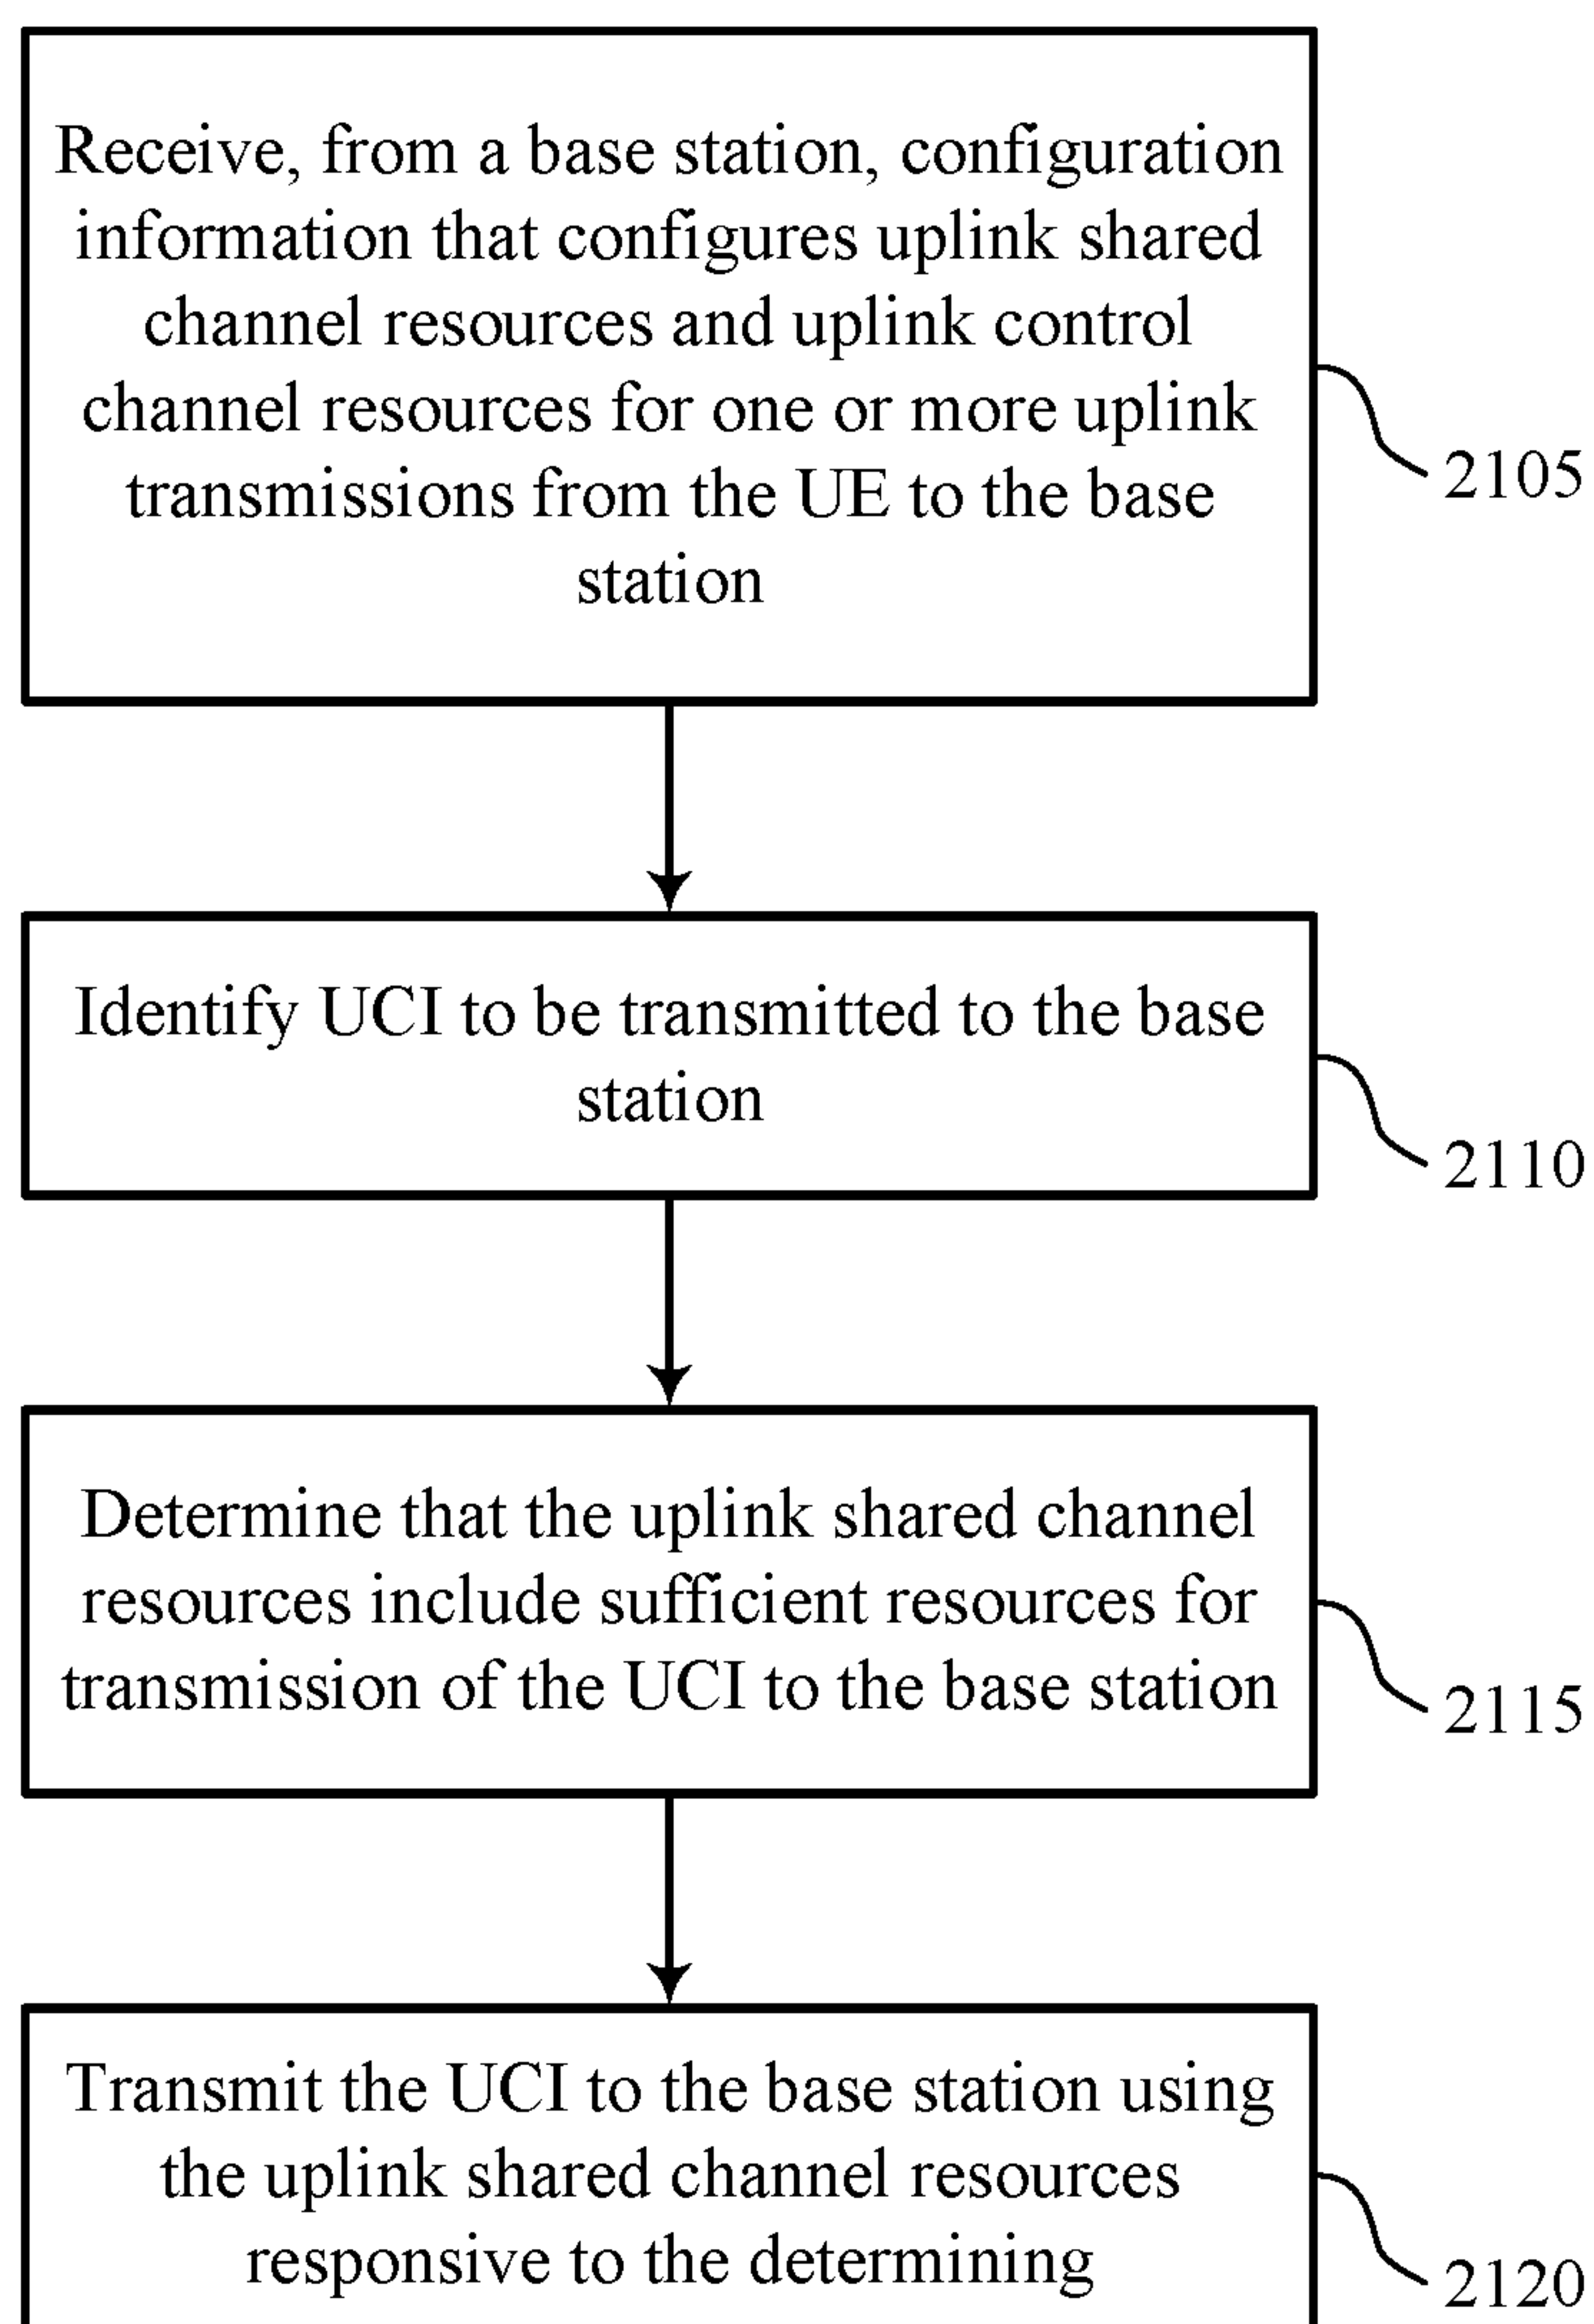 Receive, from a base station, configuration
information that configures uplink shared
channel resources and uplink control
channel resources for one or more uplink
transmissions from the UE to the base
station
2105
Identify UCI to be transmitted to the base
station
2110
Determine that the uplink shared channel
resources include sufficient resources for
transmission of the UCI to the base station
2115
Transmit the UCI to the base station using
the uplink shared channel resources
responsive to the determining
2120